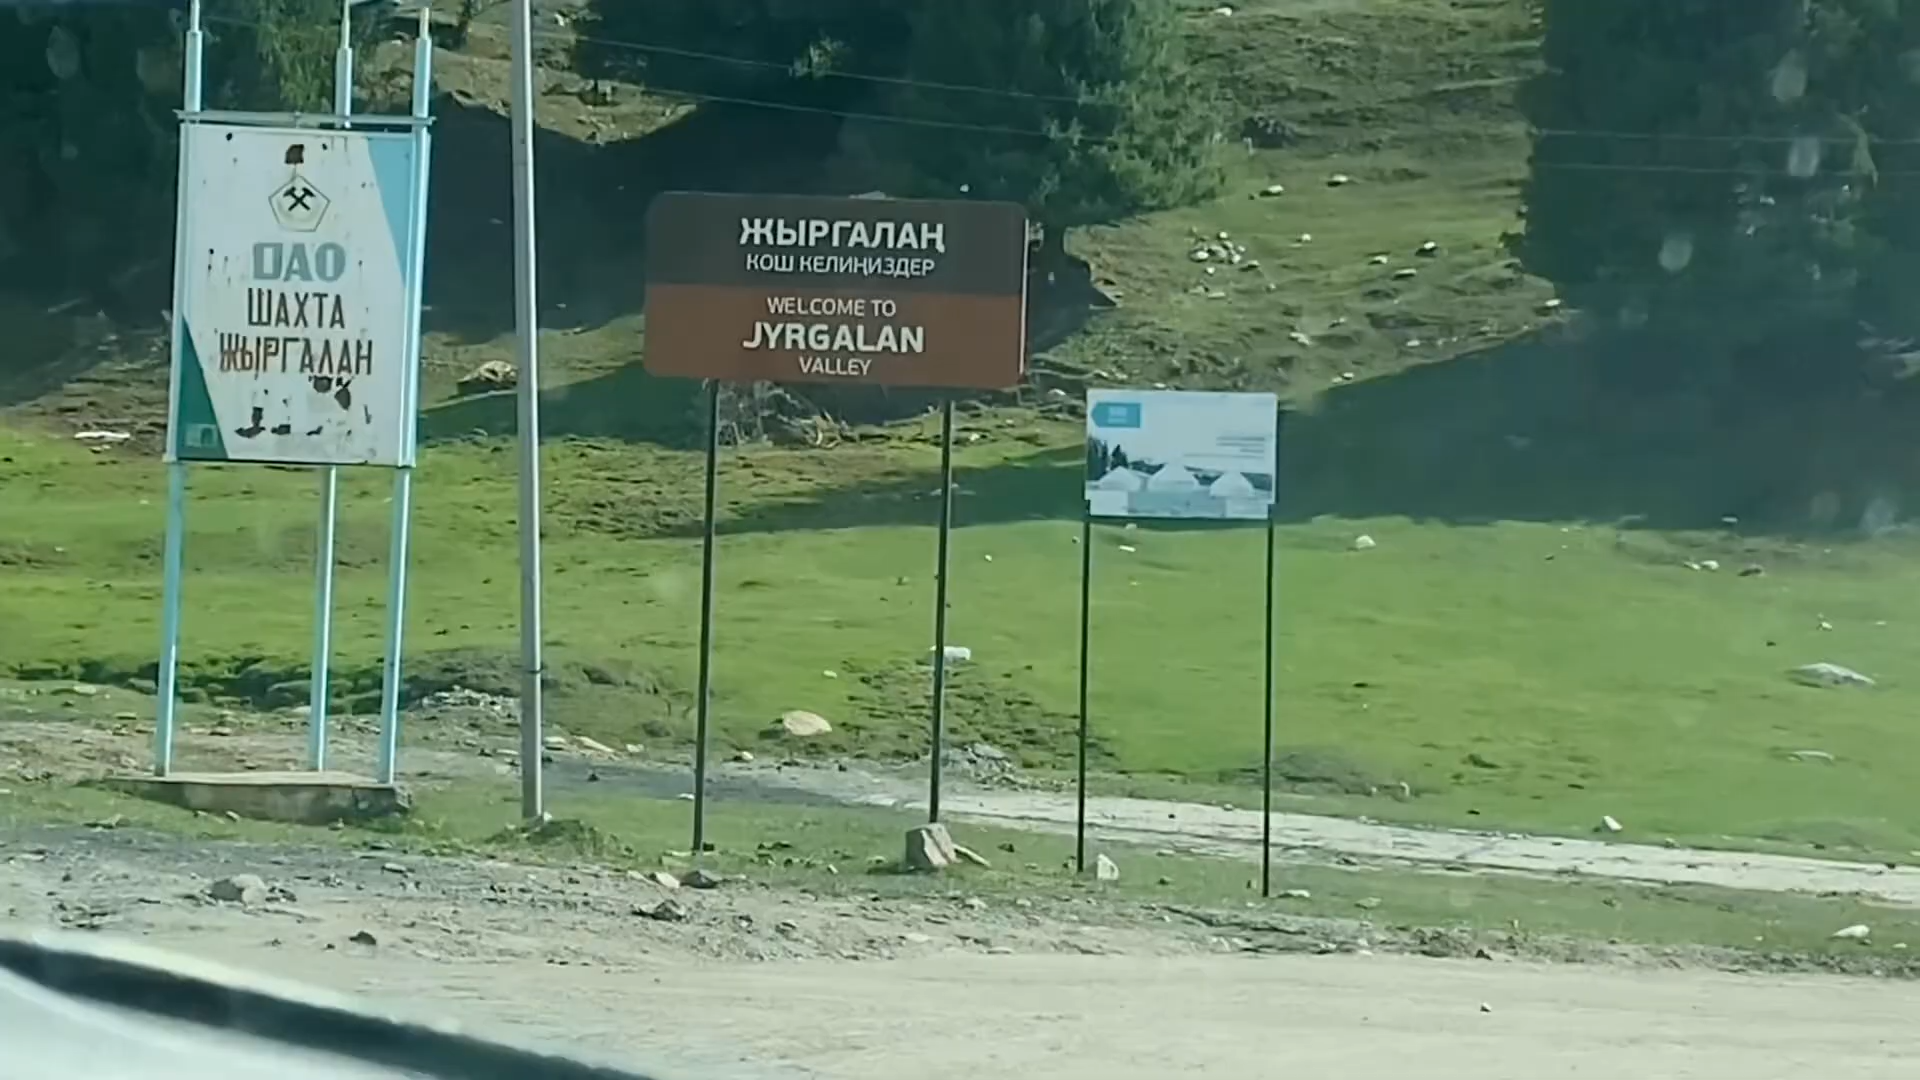 ОАО
ШАХТА
ЖЫРГАЛАН
ЖЫРГАЛАҢ
КОШ КЕЛИҢИЗДЕР
WELCOME TO
JYRGALAN
VALLEY